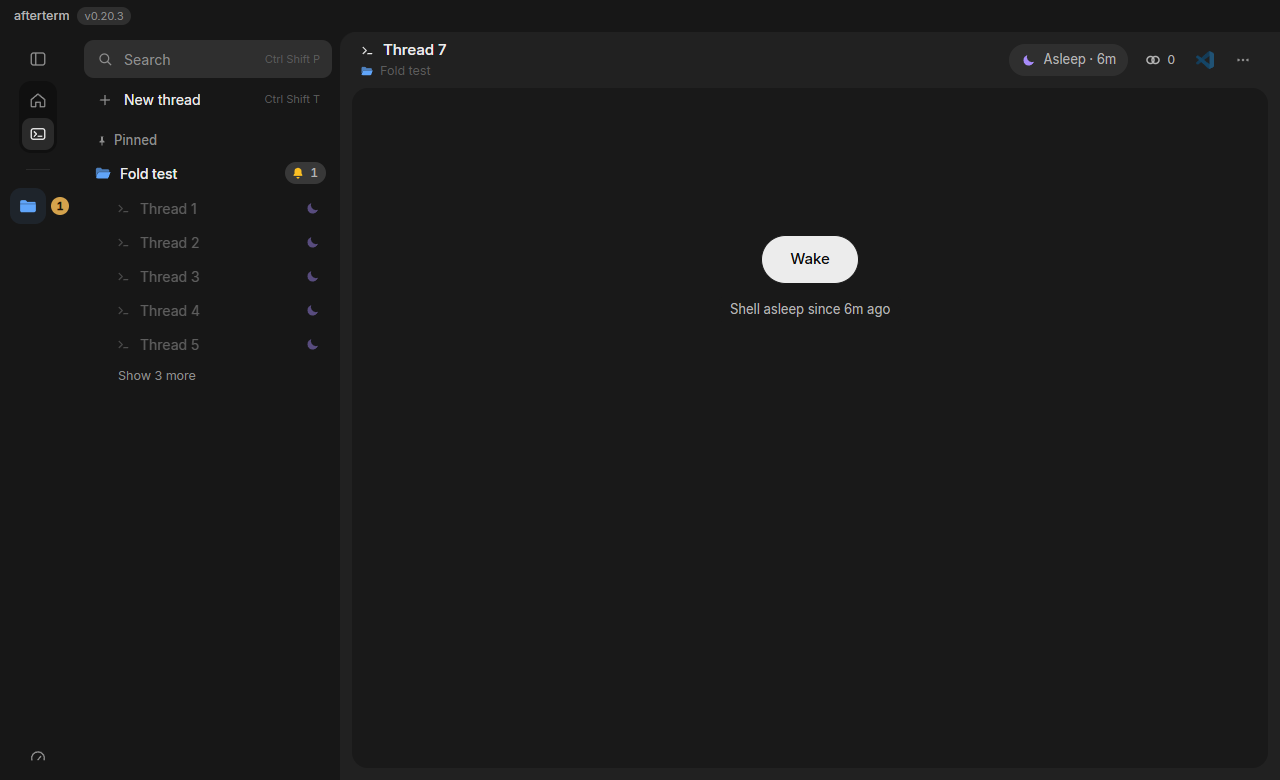 afterterm v0.20.3
Search Ctrl Shift P
New thread Ctrl Shift T
Pinned
Fold test 1
1
Thread 1
Thread 2
Thread 3
Thread 4
Thread 5
Show 3 more
Thread 7
Fold test
Asleep · 6m
0
Wake
Shell asleep since 6m ago